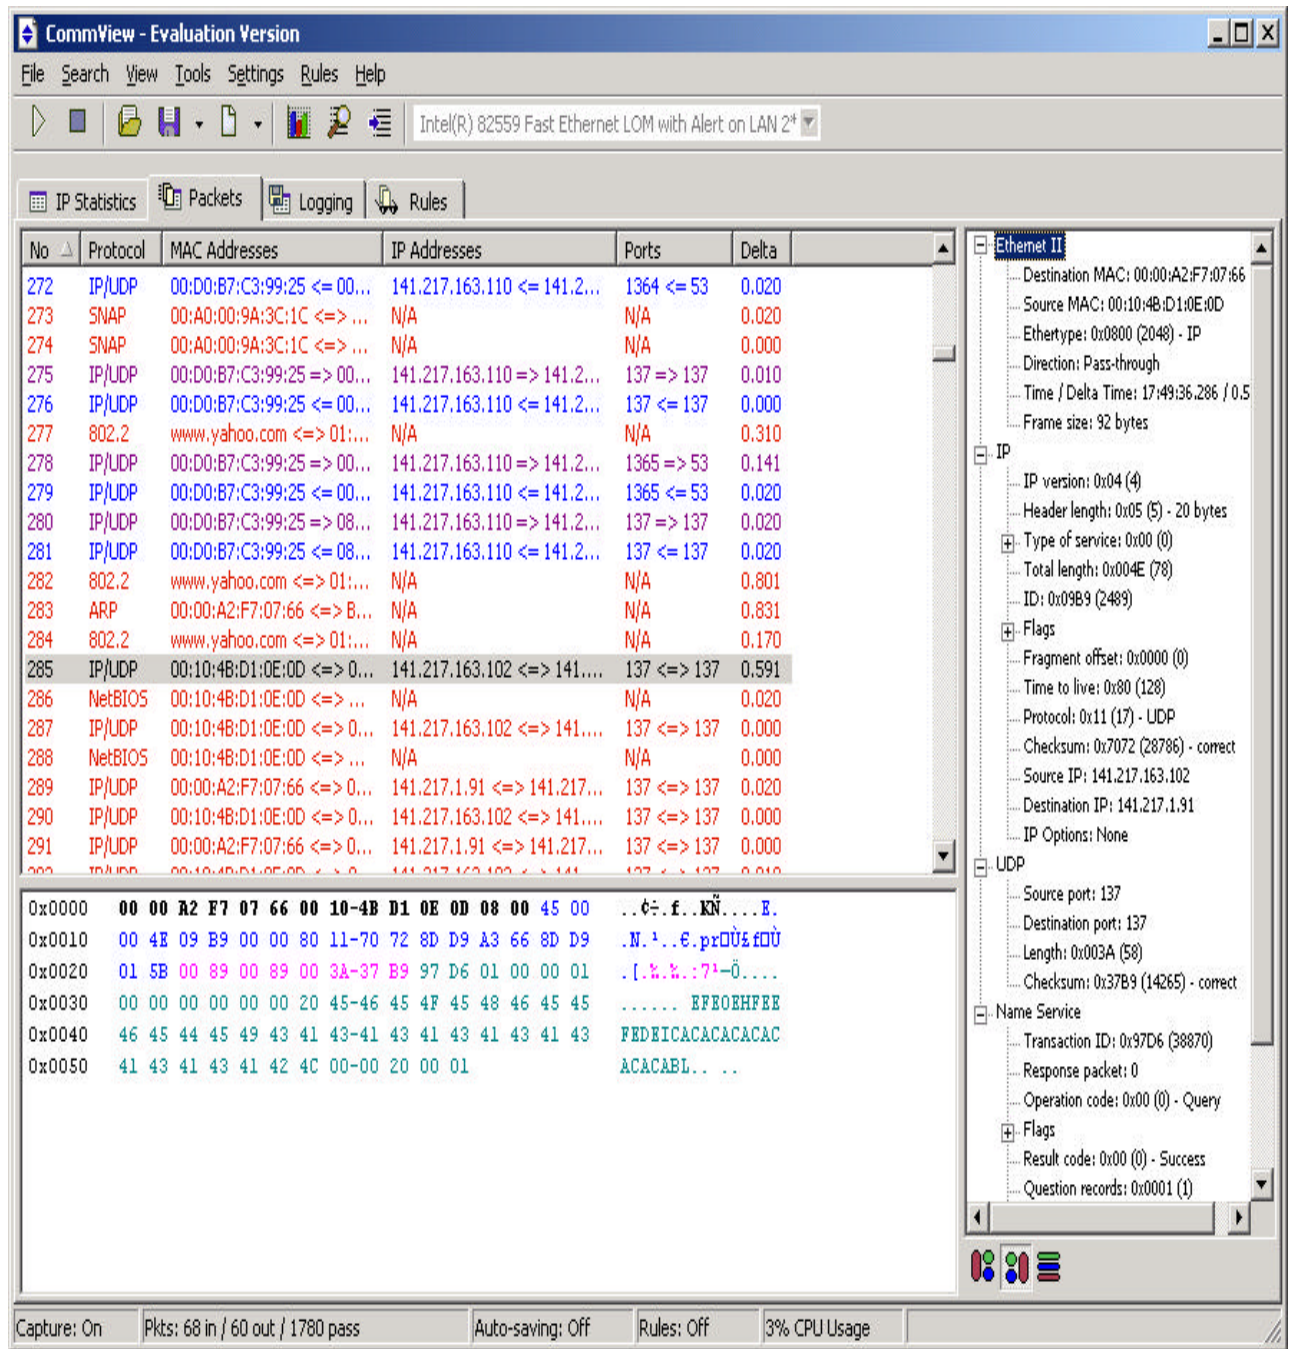 CommView - Evaluation Version
File Search View Tools Settings Rules Help
Intel(R) 82559 Fast Ethernet LOM with Alert on LAN 2*
IP Statistics Packets Logging Rules
No Protocol MAC Addresses IP Addresses Ports Delta
272 IP/UDP 00:D0:B7:C3:99:25 <= 00... 141.217.163.110 <= 141.2... 1364 <= 53 0.020
273 SNAP 00:A0:00:9A:3C:1C <=> ... N/A N/A 0.020
274 SNAP 00:A0:00:9A:3C:1C <=> ... N/A N/A 0.000
275 IP/UDP 00:D0:B7:C3:99:25 => 00... 141.217.163.110 => 141.2... 137 => 137 0.010
276 IP/UDP 00:D0:B7:C3:99:25 <= 00... 141.217.163.110 <= 141.2... 137 <= 137 0.000
277 802.2 www.yahoo.com <=> 01:... N/A N/A 0.310
278 IP/UDP 00:D0:B7:C3:99:25 => 00... 141.217.163.110 => 141.2... 1365 => 53 0.141
279 IP/UDP 00:D0:B7:C3:99:25 <= 00... 141.217.163.110 <= 141.2... 1365 <= 53 0.020
280 IP/UDP 00:D0:B7:C3:99:25 => 08... 141.217.163.110 => 141.2... 137 => 137 0.020
281 IP/UDP 00:D0:B7:C3:99:25 <= 08... 141.217.163.110 <= 141.2... 137 <= 137 0.020
282 802.2 www.yahoo.com <=> 01:... N/A N/A 0.801
283 ARP 00:00:A2:F7:07:66 <=> B... N/A N/A 0.831
284 802.2 www.yahoo.com <=> 01:... N/A N/A 0.170
285 IP/UDP 00:10:4B:D1:0E:0D <=> 0... 141.217.163.102 <=> 141.... 137 <=> 137 0.591
286 NetBIOS 00:10:4B:D1:0E:0D <=> ... N/A N/A 0.020
287 IP/UDP 00:10:4B:D1:0E:0D <=> 0... 141.217.163.102 <=> 141.... 137 <=> 137 0.000
288 NetBIOS 00:10:4B:D1:0E:0D <=> ... N/A N/A 0.000
289 IP/UDP 00:00:A2:F7:07:66 <=> 0... 141.217.1.91 <=> 141.217... 137 <=> 137 0.020
290 IP/UDP 00:10:4B:D1:0E:0D <=> 0... 141.217.163.102 <=> 141.... 137 <=> 137 0.000
291 IP/UDP 00:00:A2:F7:07:66 <=> 0... 141.217.1.91 <=> 141.217... 137 <=> 137 0.000
0x0000 00 00 A2 F7 07 66 00 10-4B D1 0E 0D 08 00 45 00 ..¢÷.f..KÑ....E.
0x0010 00 4E 09 B9 00 00 80 11-70 72 8D D9 A3 66 8D D9 .N.¹..€.pr□Ù£f□Ù
0x0020 01 5B 00 89 00 89 00 3A-37 B9 97 D6 01 00 00 01 .[.‰.‰.:7¹—Ö....
0x0030 00 00 00 00 00 00 20 45-46 45 4F 45 48 46 45 45 ...... EFEOEHFEE
0x0040 46 45 44 45 49 43 41 43-41 43 41 43 41 43 41 43 FEDEICACACACACAC
0x0050 41 43 41 43 41 42 4C 00-00 20 00 01 ACACABL.. ..
Ethernet II
Destination MAC: 00:00:A2:F7:07:66
Source MAC: 00:10:4B:D1:0E:0D
Ethertype: 0x0800 (2048) - IP
Direction: Pass-through
Time / Delta Time: 17:49:36.286 / 0.5
Frame size: 92 bytes
IP
IP version: 0x04 (4)
Header length: 0x05 (5) - 20 bytes
Type of service: 0x00 (0)
Total length: 0x004E (78)
ID: 0x09B9 (2489)
Flags
Fragment offset: 0x0000 (0)
Time to live: 0x80 (128)
Protocol: 0x11 (17) - UDP
Checksum: 0x7072 (28786) - correct
Source IP: 141.217.163.102
Destination IP: 141.217.1.91
IP Options: None
UDP
Source port: 137
Destination port: 137
Length: 0x003A (58)
Checksum: 0x37B9 (14265) - correct
Name Service
Transaction ID: 0x97D6 (38870)
Response packet: 0
Operation code: 0x00 (0) - Query
Flags
Result code: 0x00 (0) - Success
Question records: 0x0001 (1)
Capture: On Pkts: 68 in / 60 out / 1780 pass Auto-saving: Off Rules: Off 3% CPU Usage